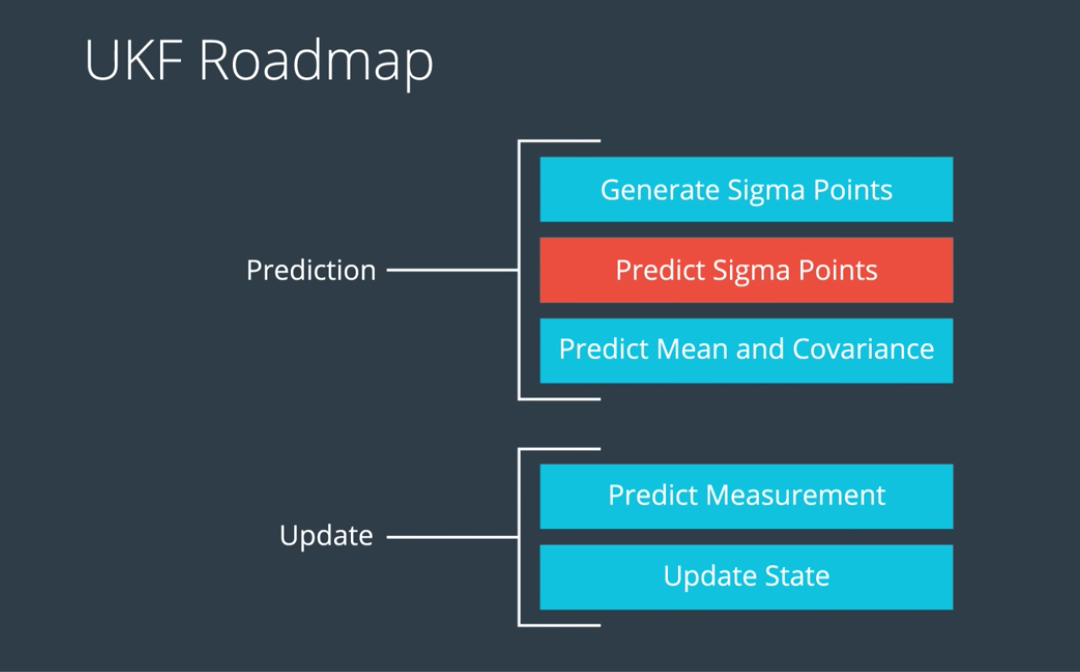 UKF Roadmap
Prediction
Generate Sigma Points
Predict Sigma Points
Predict Mean and Covariance
Update
Predict Measurement
Update State